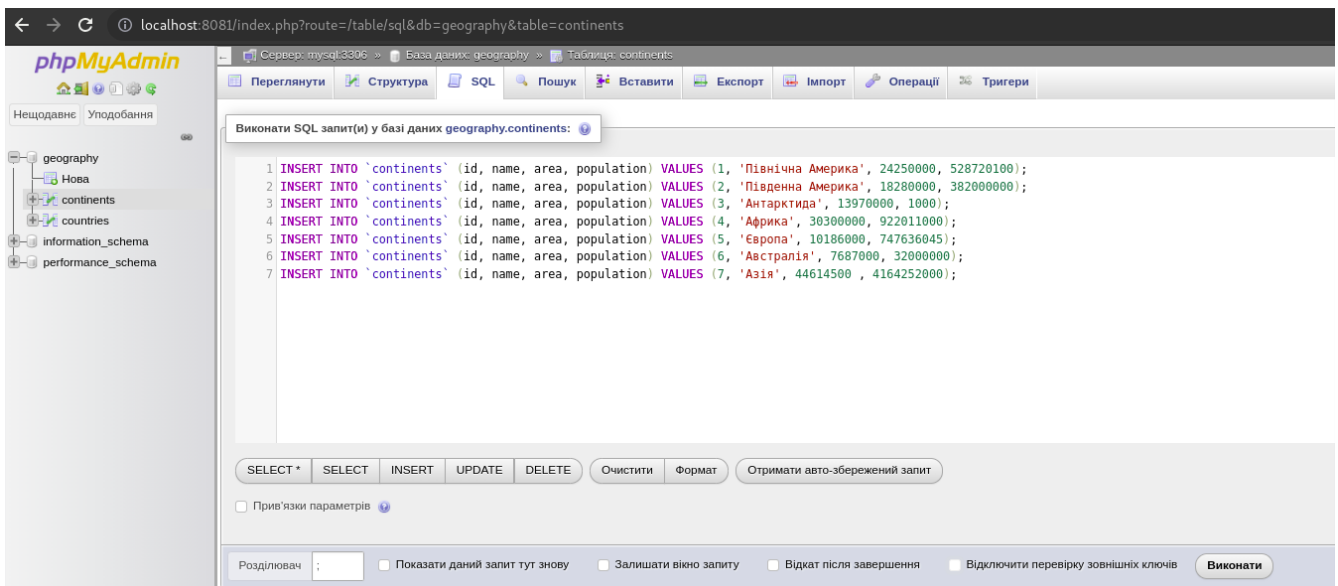 localhost:8081/index.php?route=/table/sql&db=geography&table=continents
phpMyAdmin
Нещодавнє Уподобання
geography
Нова
continents
countries
information_schema
performance_schema
Сервер: mysql:3306 » База даних: geography » Таблиця: continents
Переглянути Структура SQL Пошук Вставити Експорт Імпорт Операції Тригери
Виконати SQL запит(и) у базі даних geography.continents:
1 INSERT INTO `continents` (id, name, area, population) VALUES (1, 'Північна Америка', 24250000, 528720100);
2 INSERT INTO `continents` (id, name, area, population) VALUES (2, 'Південна Америка', 18280000, 382000000);
3 INSERT INTO `continents` (id, name, area, population) VALUES (3, 'Антарктида', 13970000, 1000);
4 INSERT INTO `continents` (id, name, area, population) VALUES (4, 'Африка', 30300000, 922011000);
5 INSERT INTO `continents` (id, name, area, population) VALUES (5, 'Європа', 10186000, 747636045);
6 INSERT INTO `continents` (id, name, area, population) VALUES (6, 'Австралія', 7687000, 32000000);
7 INSERT INTO `continents` (id, name, area, population) VALUES (7, 'Азія', 44614500 , 4164252000);
SELECT * SELECT INSERT UPDATE DELETE Очистити Формат Отримати авто-збережений запит
Прив'язки параметрів
Розділювач ; Показати даний запит тут знову Залишати вікно запиту Відкат після завершення Відключити перевірку зовнішніх ключів Виконати